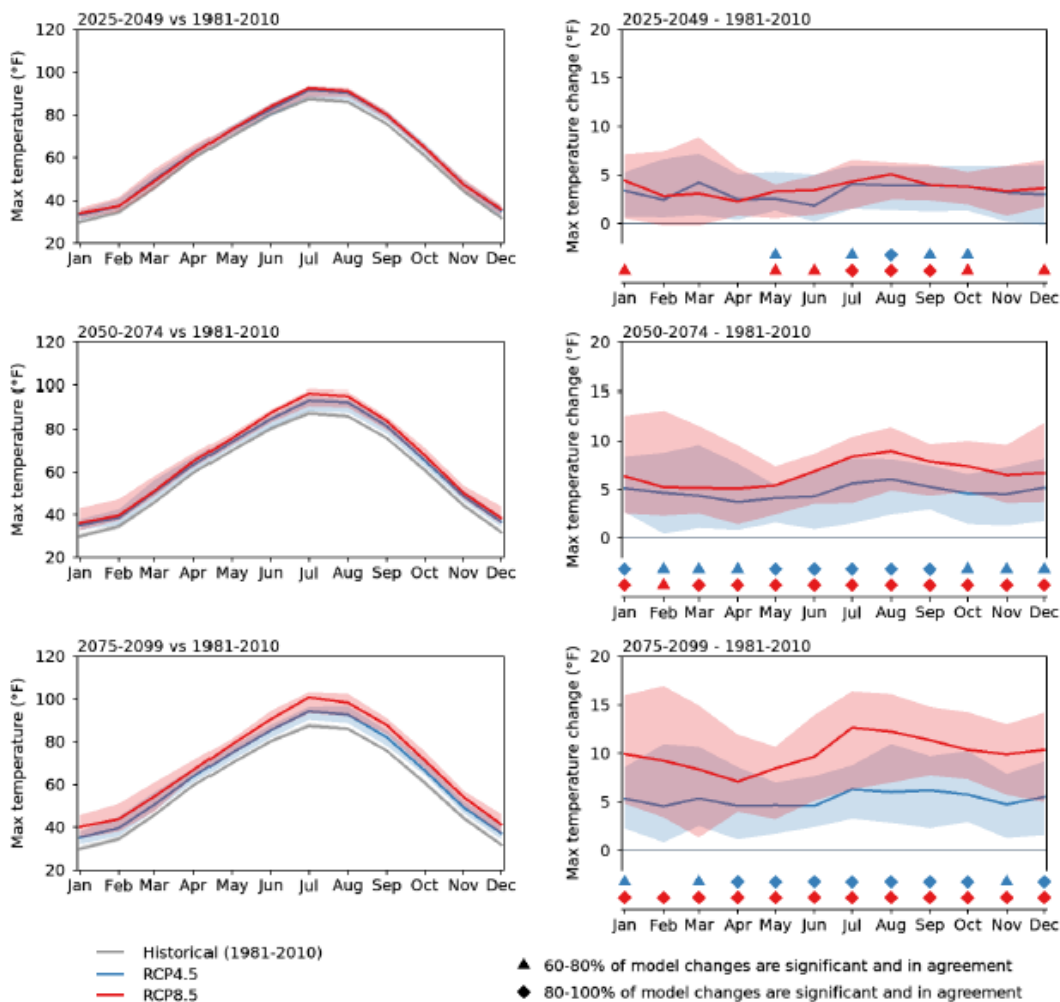 2025-2049 vs 1981-2010
Max temperature (°F)
120
100
80
60
40
20
Jan Feb Mar Apr May Jun Jul Aug Sep Oct Nov Dec
2025-2049 - 1981-2010
Max temperature change (°F)
20
15
10
5
0
Jan Feb Mar Apr May Jun Jul Aug Sep Oct Nov Dec
2050-2074 vs 1981-2010
Max temperature (°F)
120
100
80
60
40
20
Jan Feb Mar Apr May Jun Jul Aug Sep Oct Nov Dec
2050-2074 - 1981-2010
Max temperature change (°F)
20
15
10
5
0
Jan Feb Mar Apr May Jun Jul Aug Sep Oct Nov Dec
2075-2099 vs 1981-2010
Max temperature (°F)
120
100
80
60
40
20
Jan Feb Mar Apr May Jun Jul Aug Sep Oct Nov Dec
2075-2099 - 1981-2010
Max temperature change (°F)
20
15
10
5
0
Jan Feb Mar Apr May Jun Jul Aug Sep Oct Nov Dec
Historical (1981-2010)
RCP4.5
RCP8.5
60-80% of model changes are significant and in agreement
80-100% of model changes are significant and in agreement